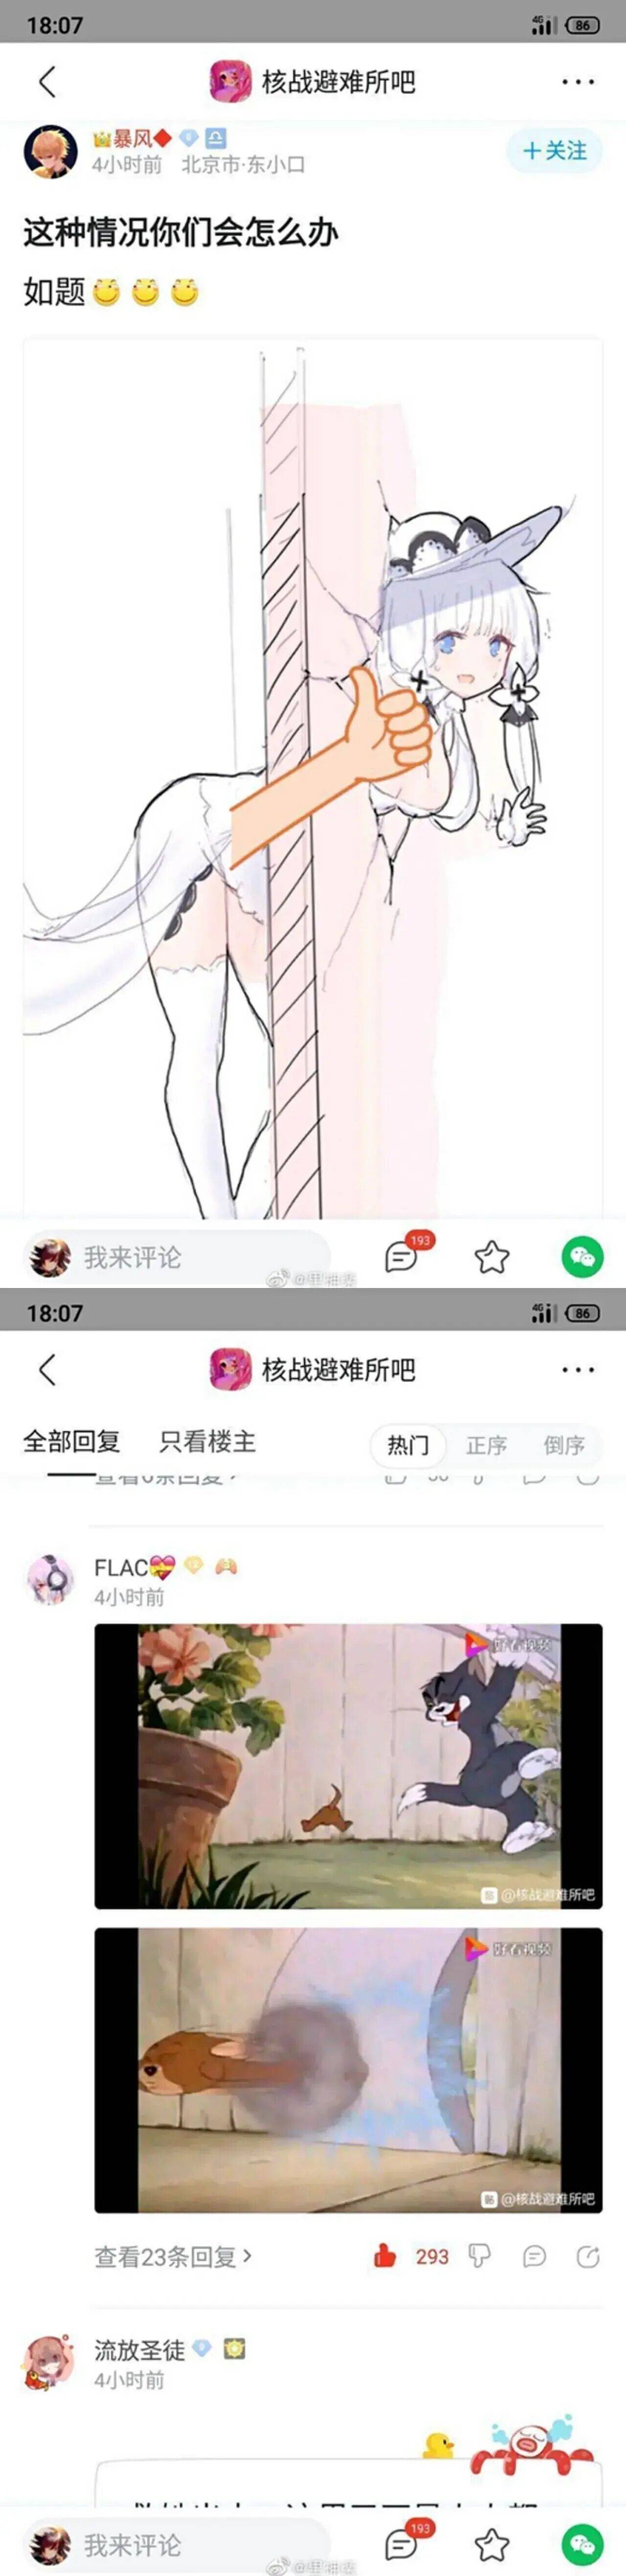 18:07
4G 86
核战避难所吧
暴风
4小时前 北京市·东小口
+关注
这种情况你们会怎么办
如题
我来评论
193
18:07
4G 86
核战避难所吧
全部回复 只看楼主
热门 正序 倒序
FLAC
4小时前
好看视频
@核战避难所吧
好看视频
@核战避难所吧
查看23条回复
293
流放圣徒
4小时前
我来评论
193